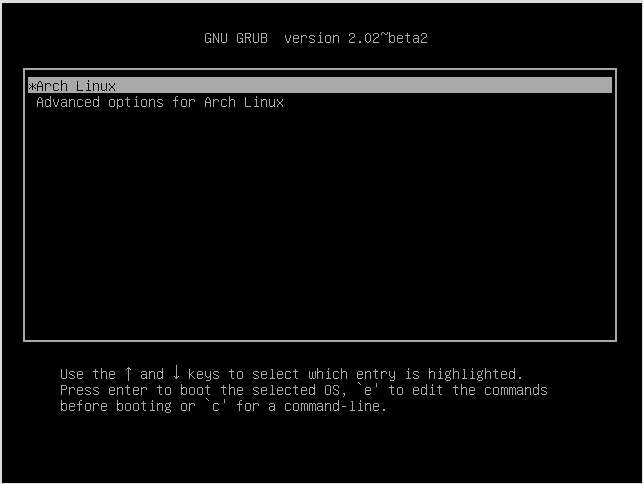 GNU GRUB  version 2.02~beta2
*Arch Linux
Advanced options for Arch Linux
Use the ↑ and ↓ keys to select which entry is highlighted.
Press enter to boot the selected OS, `e' to edit the commands
before booting or `c' for a command-line.